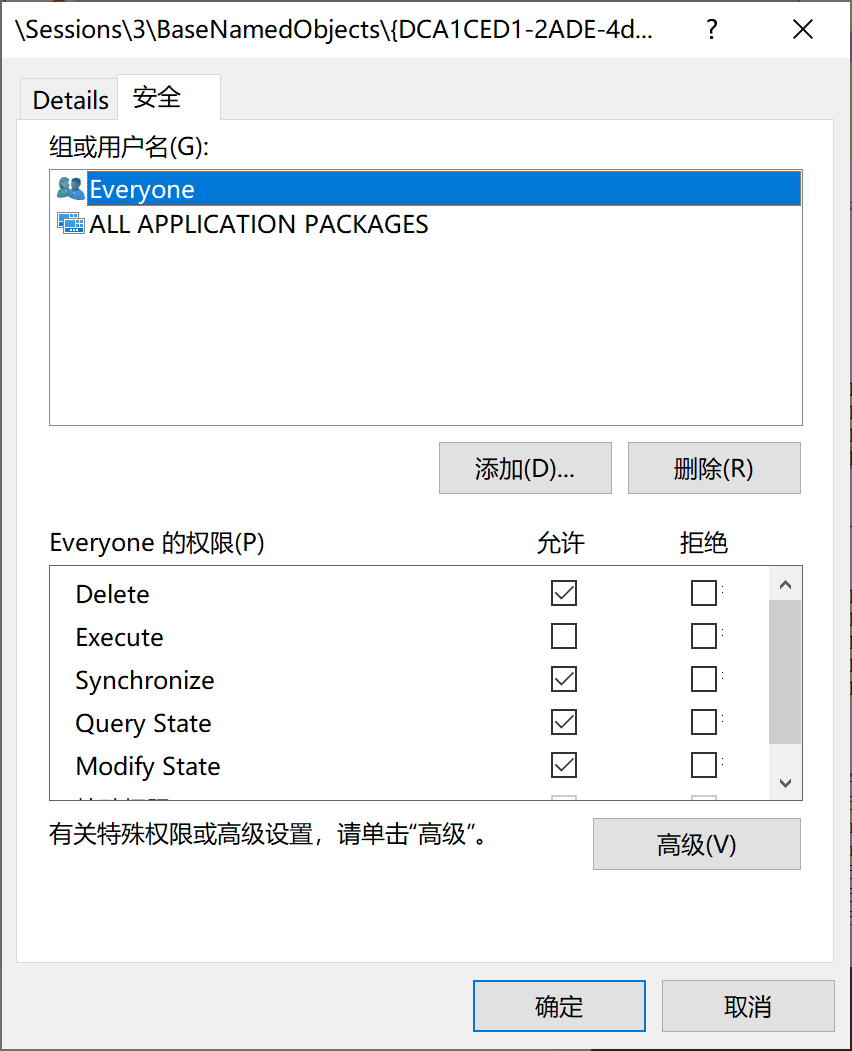 \Sessions\3\BaseNamedObjects\{DCA1CED1-2ADE-4d...
?
Details
安全
组或用户名(G):
Everyone
ALL APPLICATION PACKAGES
添加(D)...
删除(R)
Everyone 的权限(P)
允许
拒绝
Delete
Execute
Synchronize
Query State
Modify State
有关特殊权限或高级设置，请单击“高级”。
高级(V)
确定
取消